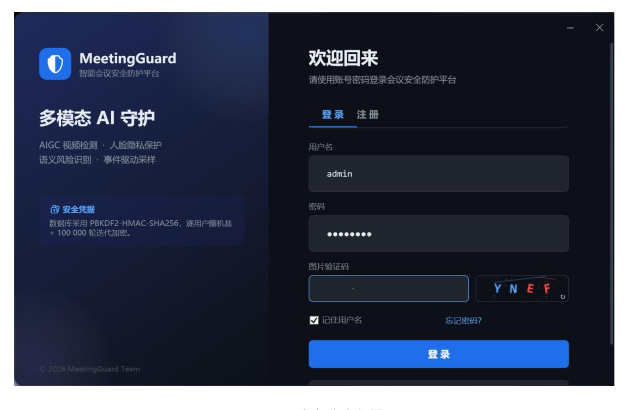 MeetingGuard
智能会议安全防护平台
多模态 AI 守护
AIGC 视频检测 · 人脸隐私保护
语义风险识别 · 事件驱动采样
安全凭据
数据库采用 PBKDF2-HMAC-SHA256，逐用户随机盐
+ 100 000 轮迭代加密。
© 2026 MeetingGuard Team
欢迎回来
请使用账号密码登录会议安全防护平台
登 录 注 册
用户名
admin
密码
••••••••
图片验证码
Y N E F
记住用户名 忘记密码?
登 录